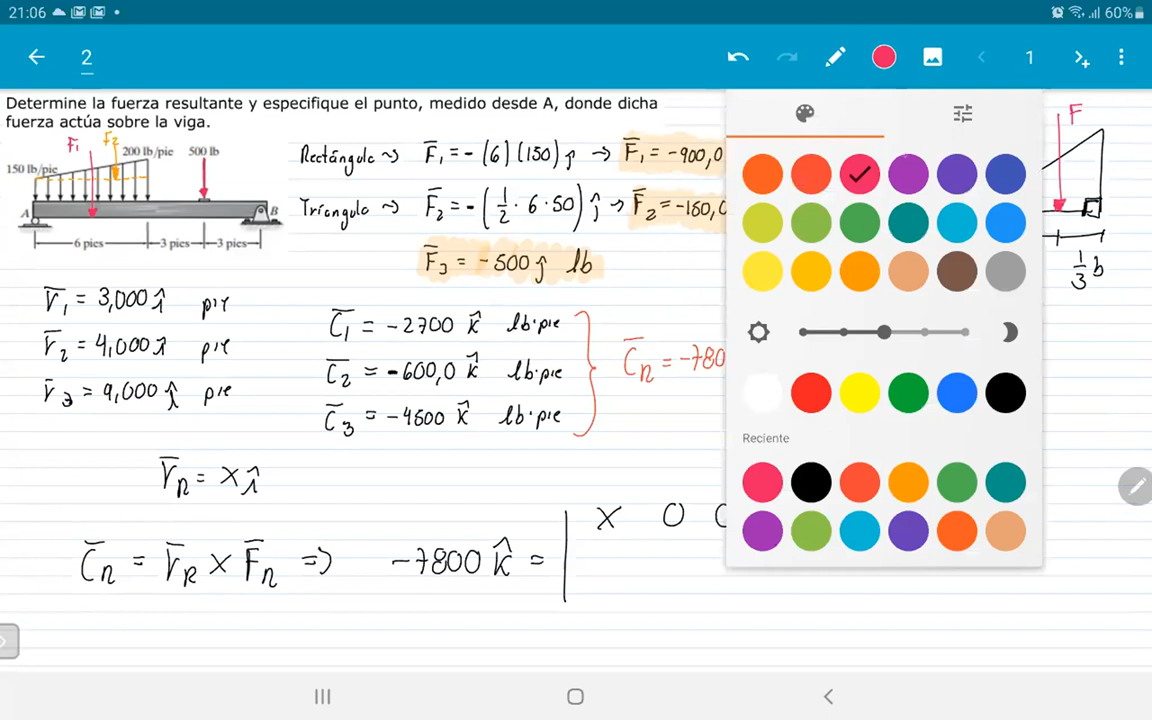 21:06
60%
2
1
Determine la fuerza resultante y especifique el punto, medido desde A, donde dicha
fuerza actúa sobre la viga.
F1
F2
200 lb/pie
500 lb
150 lb/pie
A
B
6 pies
3 pies
3 pies
Rectángulo ~> F̄1 = - (6)(150) ĵ → F̄1 = -900,0
Triángulo ~> F̄2 = - (1/2 · 6 · 50) ĵ → F̄2 = -150,0
F̄3 = -500 ĵ lb
F
1/3 b
r̄1 = 3,000 î pie
r̄2 = 4,000 î pie
r̄3 = 9,000 î pie
C̄1 = -2700 k̂ lb·pie
C̄2 = -600,0 k̂ lb·pie
C̄3 = -4500 k̂ lb·pie
C̄R = -780
r̄R = x î
C̄R = r̄R × F̄R => -7800 k̂ =
x 0
Reciente